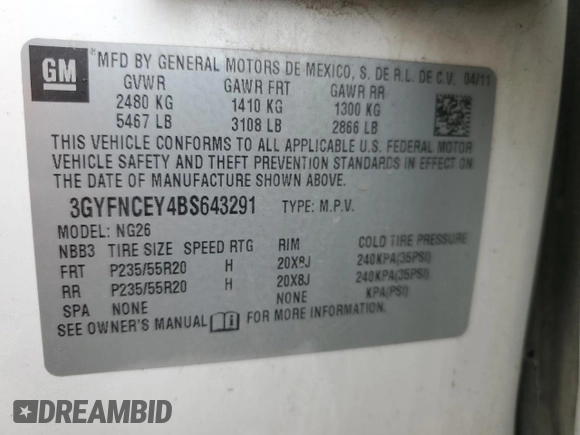 GM
MFD BY GENERAL MOTORS DE MEXICO, S. DE R.L. DE C.V. 04/11
GVWR GAWR FRT GAWR RR
2480 KG 1410 KG 1300 KG
5467 LB 3108 LB 2866 LB
THIS VEHICLE CONFORMS TO ALL APPLICABLE U.S. FEDERAL MOTOR
VEHICLE SAFETY AND THEFT PREVENTION STANDARDS IN EFFECT ON
THE DATE OF MANUFACTURE SHOWN ABOVE.
3GYFNCEY4BS643291 TYPE: M.P.V.
MODEL: NG26
NBB3 TIRE SIZE SPEED RTG RIM COLD TIRE PRESSURE
FRT P235/55R20 H 20X8J 240KPA(35PSI)
RR P235/55R20 H 20X8J 240KPA(35PSI)
SPA NONE NONE KPA(PSI)
SEE OWNER'S MANUAL FOR MORE INFORMATION.
DREAMBID